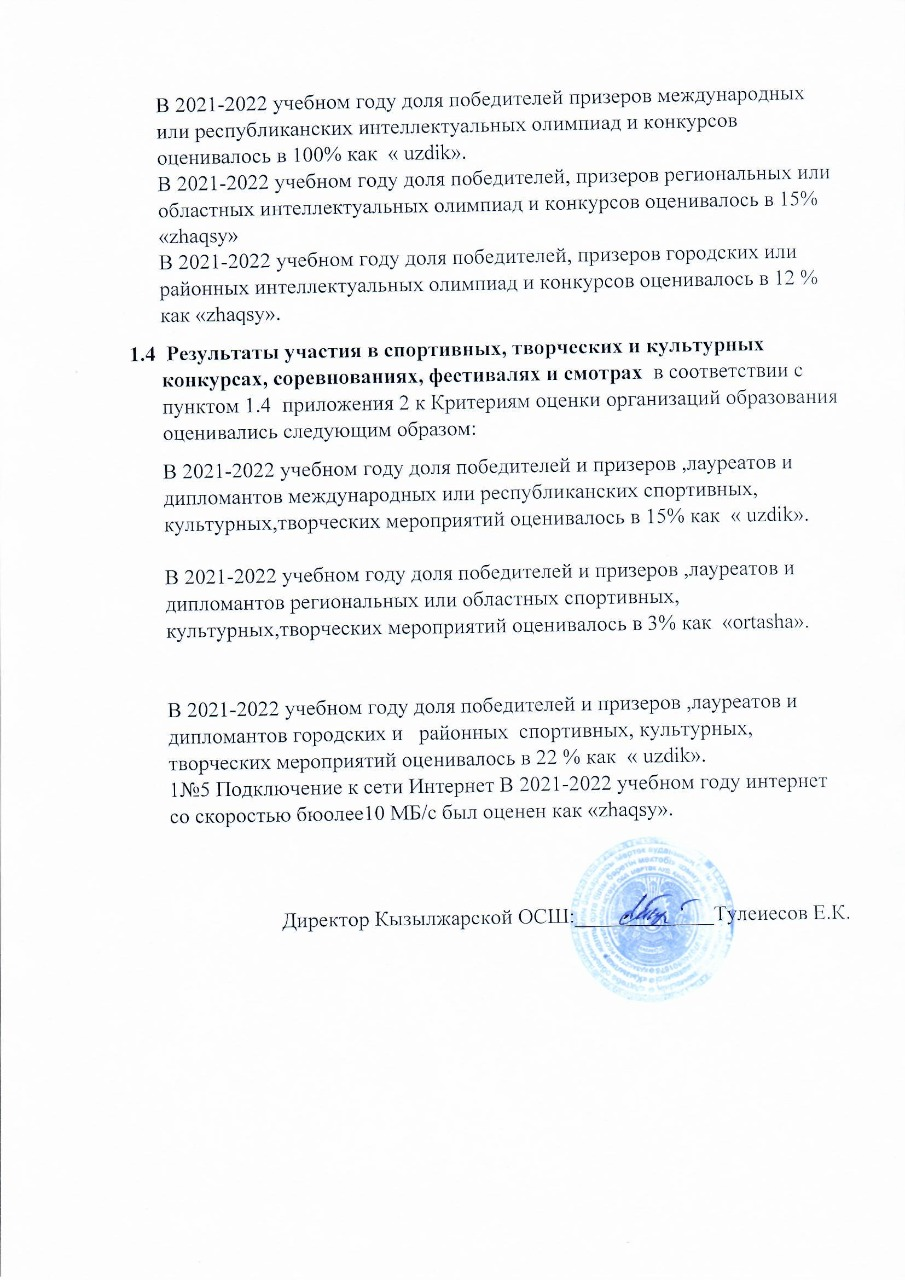 В 2021-2022 учебном году доля победителей призеров международных
или республиканских интеллектуальных олимпиад и конкурсов
оценивалось в 100% как « uzdik».
В 2021-2022 учебном году доля победителей, призеров региональных или
областных интеллектуальных олимпиад и конкурсов оценивалось в 15%
«zhaqsy»
В 2021-2022 учебном году доля победителей, призеров городских или
районных интеллектуальных олимпиад и конкурсов оценивалось в 12 %
как «zhaqsy».
1.4 Результаты участия в спортивных, творческих и культурных
конкурсах, соревнованиях, фестивалях и смотрах в соответствии с
пунктом 1.4 приложения 2 к Критериям оценки организаций образования
оценивались следующим образом:
В 2021-2022 учебном году доля победителей и призеров ,лауреатов и
дипломантов международных или республиканских спортивных,
культурных,творческих мероприятий оценивалось в 15% как « uzdik».
В 2021-2022 учебном году доля победителей и призеров ,лауреатов и
дипломантов региональных или областных спортивных,
культурных,творческих мероприятий оценивалось в 3% как «ortasha».
В 2021-2022 учебном году доля победителей и призеров ,лауреатов и
дипломантов городских и районных спортивных, культурных,
творческих мероприятий оценивалось в 22 % как « uzdik».
1№5 Подключение к сети Интернет В 2021-2022 учебном году интернет
со скоростью бюолее10 МБ/с был оценен как «zhaqsy».
Директор Кызылжарской ОСШ:____________Тулеиесов Е.К.